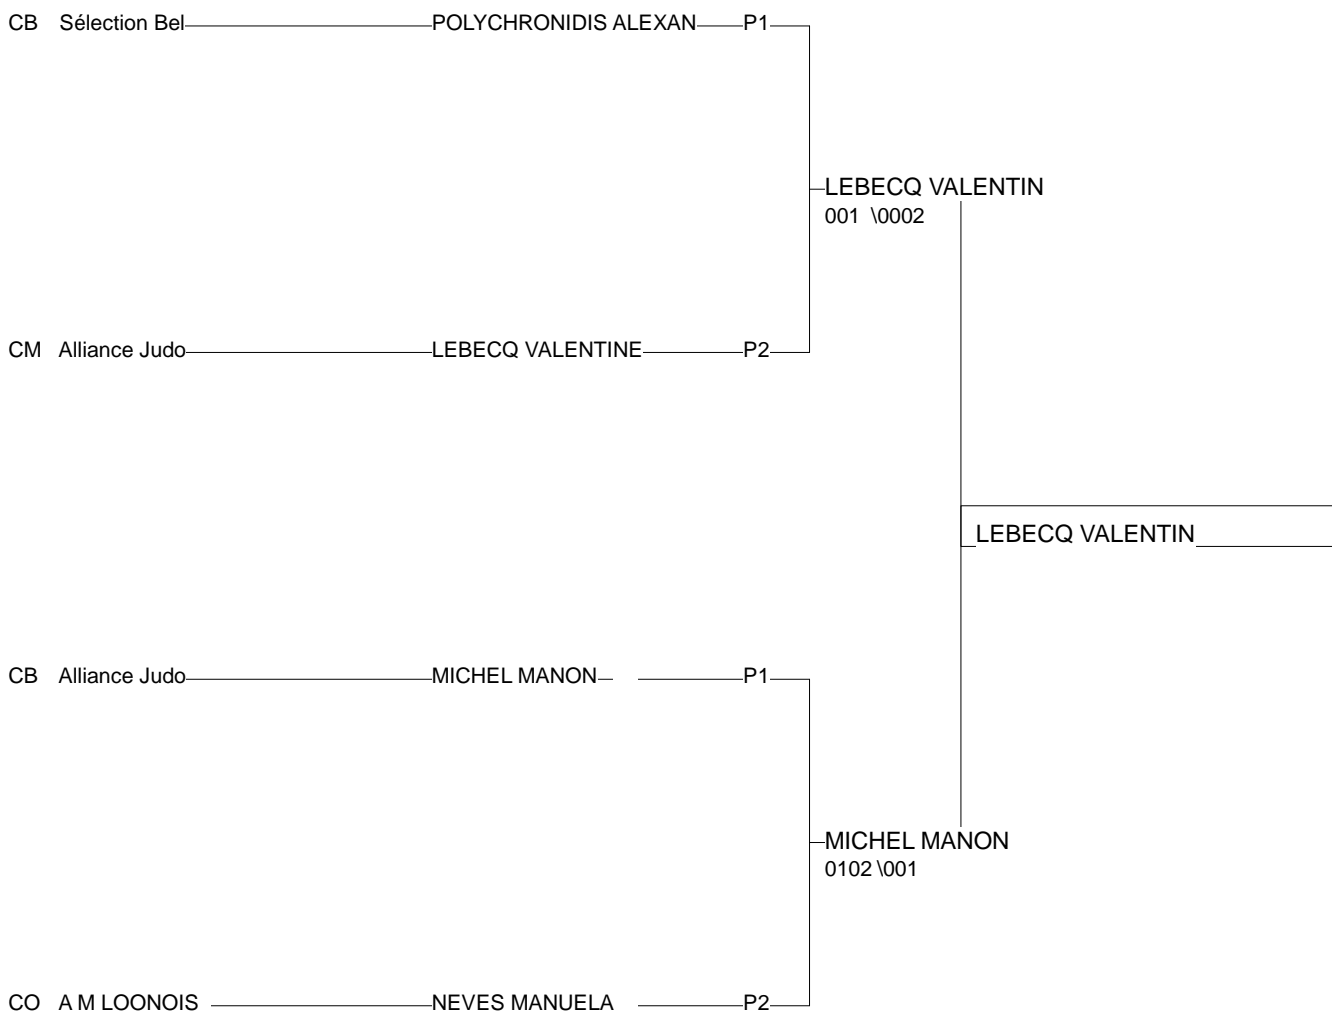 CB Sélection Bel POLYCHRONIDIS ALEXAN P1
LEBECQ VALENTIN
001 \0002
CM Alliance Judo LEBECQ VALENTINE P2
LEBECQ VALENTIN
CB Alliance Judo MICHEL MANON P1
MICHEL MANON
0102 \001
CO A M LOONOIS NEVES MANUELA P2